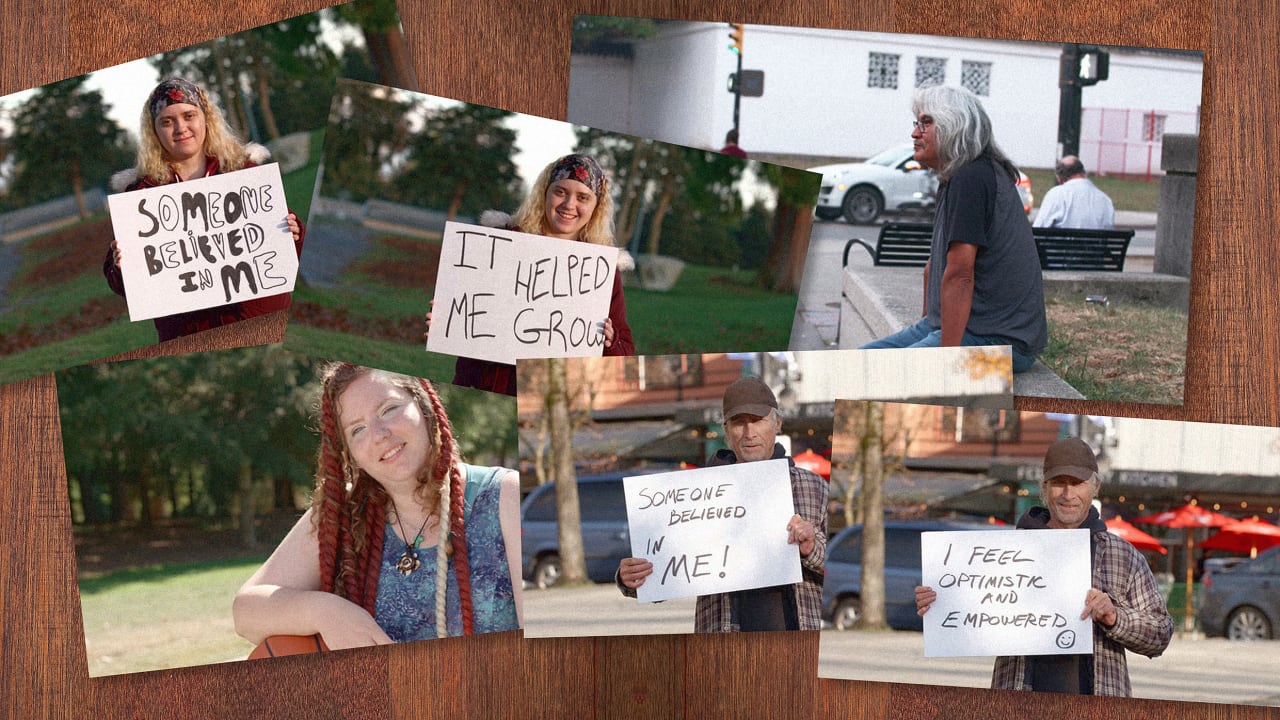 SOMEONE
BELIEVED
IN ME
IT HELPED
ME GROW
SOMEONE
BELIEVED
IN
ME!
I FEEL
OPTIMISTIC
AND
EMPOWERED